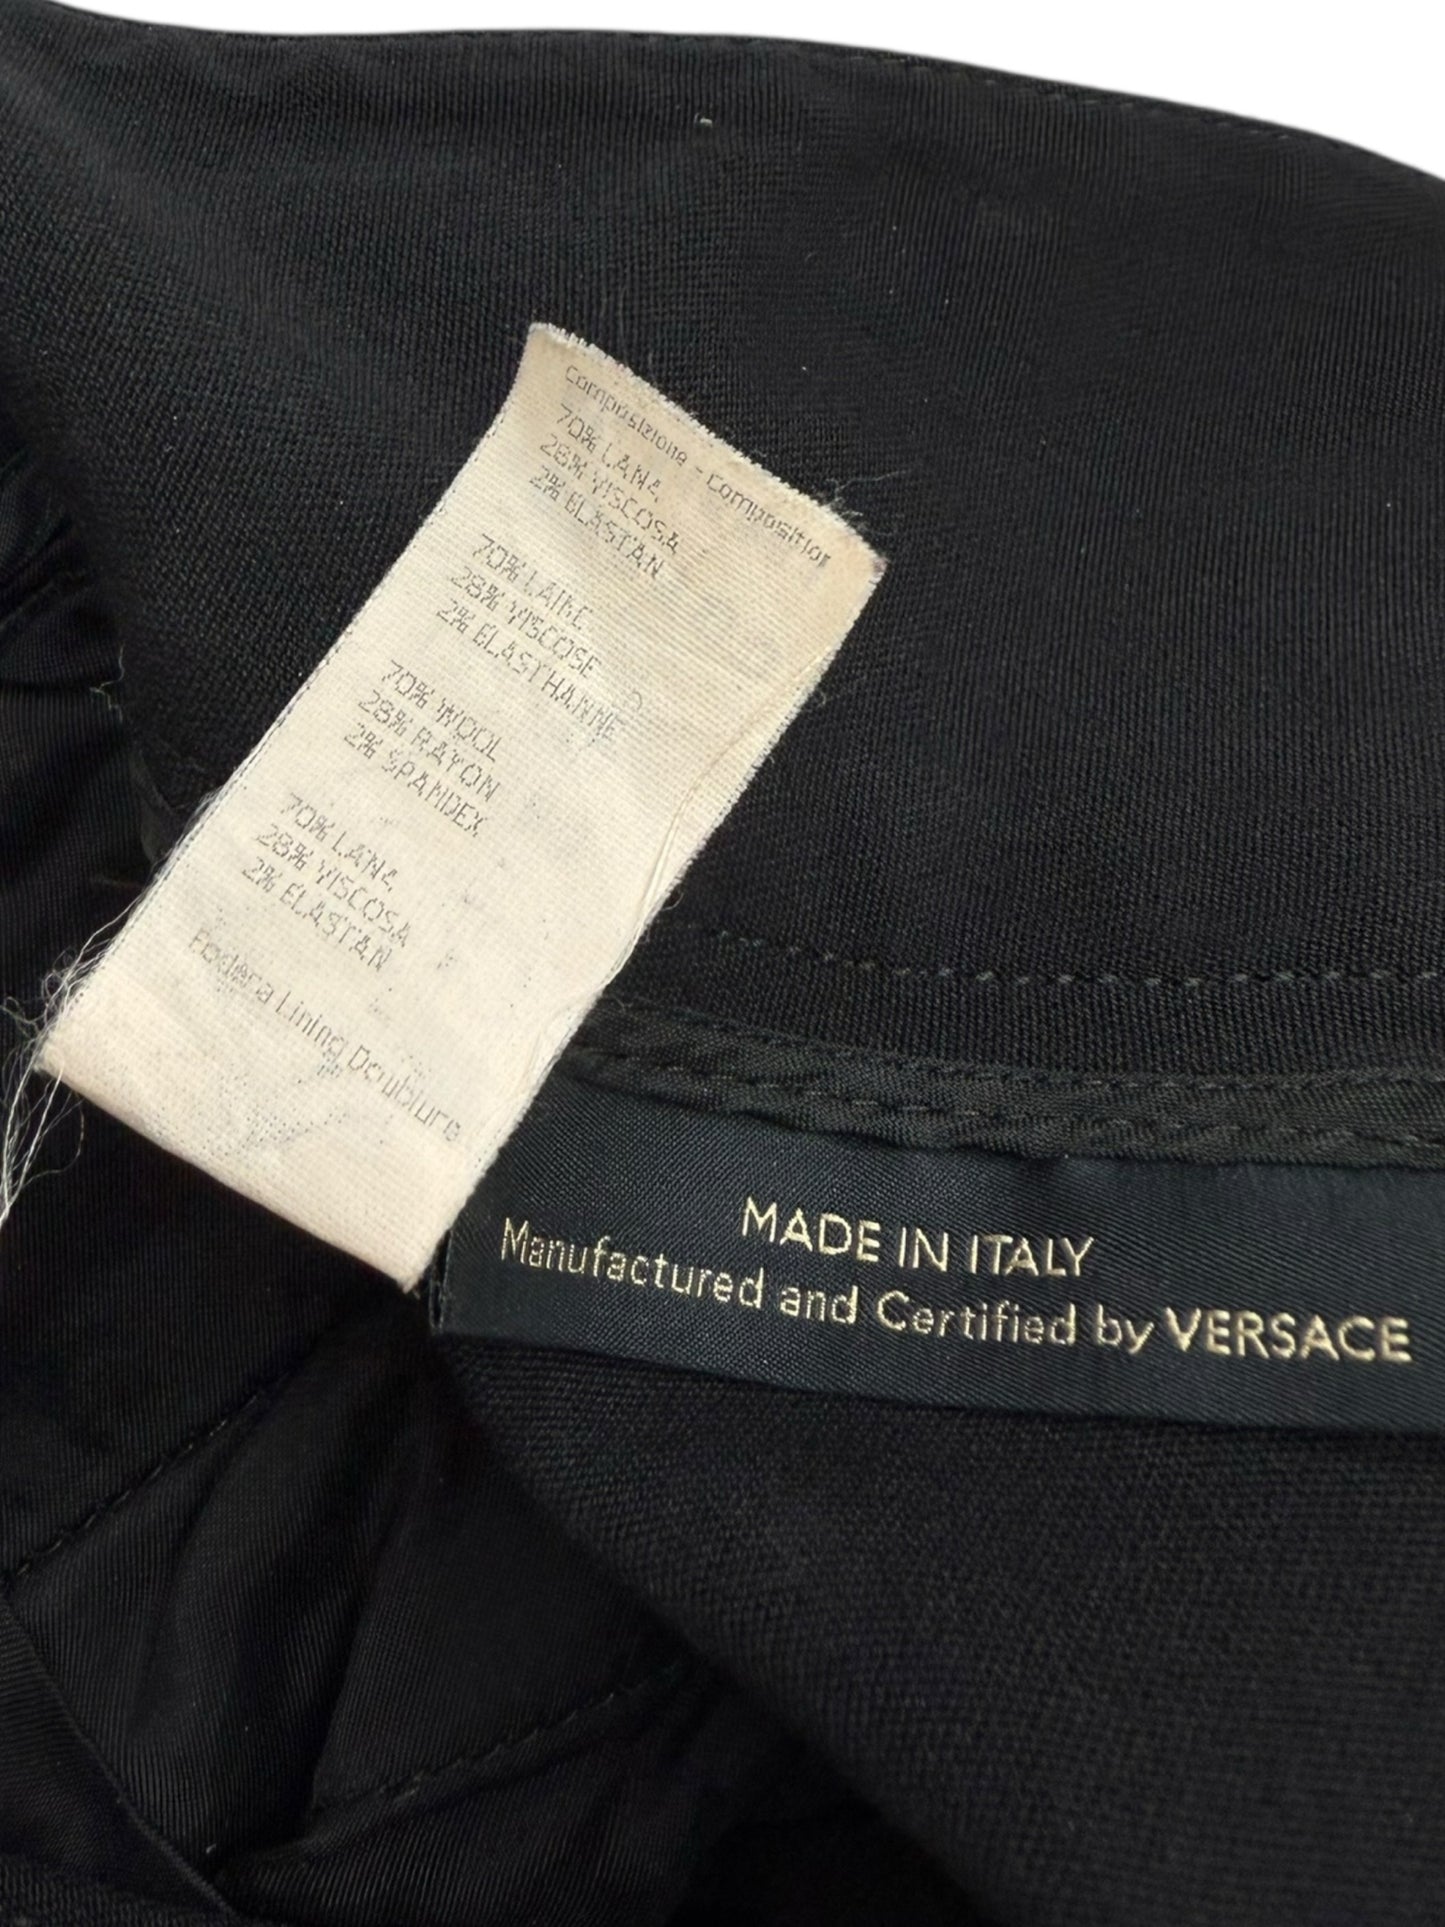 Composizione - Composition
70% LANA
28% VISCOSA
2% ELASTAN
70% LAINE
28% VISCOSE
2% ELASTHANNE
70% WOOL
28% RAYON
2% SPANDEX
70% LANA
28% VISCOSA
2% ELASTAN
Fodera Lining Doublure
MADE IN ITALY
Manufactured and Certified by VERSACE